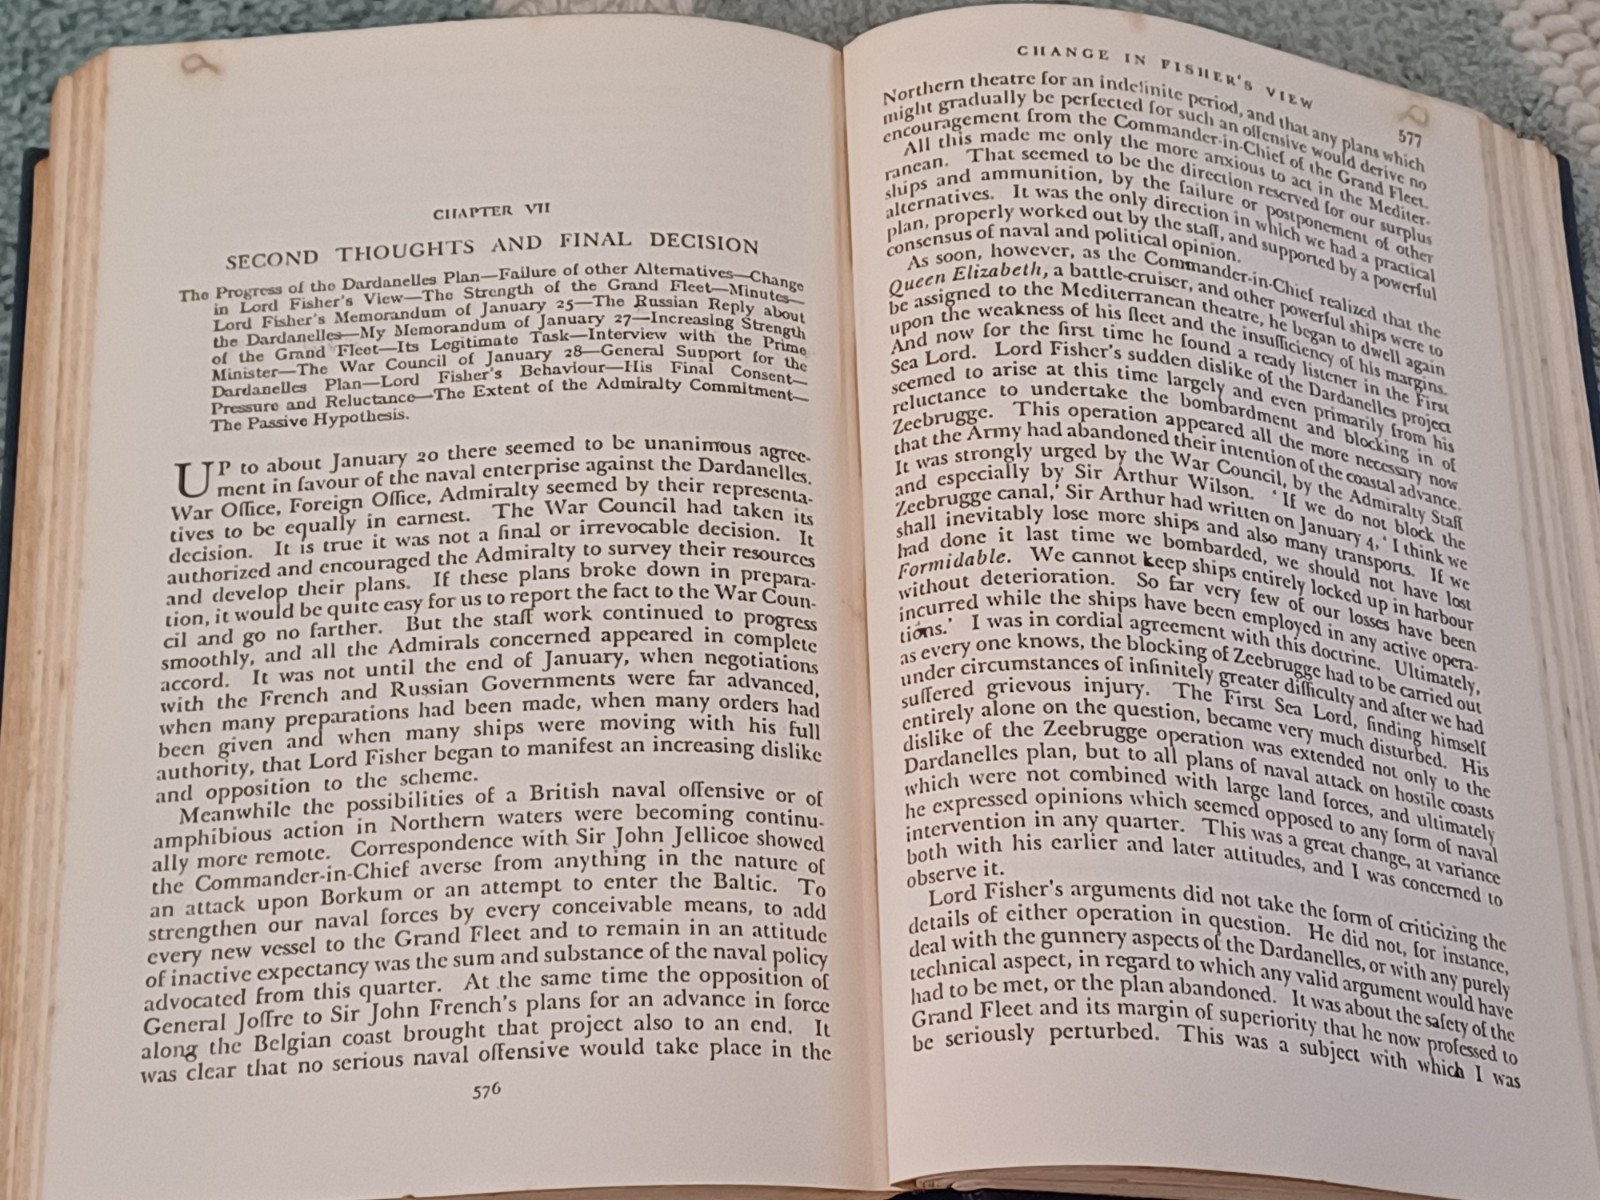 CHAPTER VII
SECOND THOUGHTS AND FINAL DECISION
The Progress of the Dardanelles Plan—Failure of other Alternatives—Change
in Lord Fisher's View—The Strength of the Grand Fleet—Minutes—
Lord Fisher's Memorandum of January 25—The Russian Reply about
the Dardanelles—My Memorandum of January 27—Increasing Strength
of the Grand Fleet—Its Legitimate Task—Interview with the Prime
Minister—The War Council of January 28—General Support for the
Dardanelles Plan—Lord Fisher's Behaviour—His Final Consent—
Pressure and Reluctance—The Extent of the Admiralty Commitment—
The Passive Hypothesis.
UP to about January 20 there seemed to be unanimous agree-
ment in favour of the naval enterprise against the Dardanelles.
War Office, Foreign Office, Admiralty seemed by their representa-
tives to be equally in earnest. The War Council had taken its
decision. It is true it was not a final or irrevocable decision. It
authorized and encouraged the Admiralty to survey their resources
and develop their plans. If these plans broke down in prepara-
tion, it would be quite easy for us to report the fact to the War Coun-
cil and go no farther. But the staff work continued to progress
smoothly, and all the Admirals concerned appeared in complete
accord. It was not until the end of January, when negotiations
with the French and Russian Governments were far advanced,
when many preparations had been made, when many orders had
been given and when many ships were moving with his full
authority, that Lord Fisher began to manifest an increasing dislike
and opposition to the scheme.
Meanwhile the possibilities of a British naval offensive or of
amphibious action in Northern waters were becoming continu-
ally more remote. Correspondence with Sir John Jellicoe showed
the Commander-in-Chief averse from anything in the nature of
an attack upon Borkum or an attempt to enter the Baltic. To
strengthen our naval forces by every conceivable means, to add
every new vessel to the Grand Fleet and to remain in an attitude
of inactive expectancy was the sum and substance of the naval policy
advocated from this quarter. At the same time the opposition of
General Joffre to Sir John French's plans for an advance in force
along the Belgian coast brought that project also to an end. It
was clear that no serious naval offensive would take place in the
576
CHANGE IN FISHER'S VIEW 577
Northern theatre for an indefinite period, and that any plans which
might gradually be perfected for such an offensive would derive no
encouragement from the Commander-in-Chief of the Grand Fleet.
All this made me only the more anxious to act in the Mediter-
ranean. That seemed to be the direction reserved for our surplus
ships and ammunition, by the failure or postponement of other
alternatives. It was the only direction in which we had a practical
plan, properly worked out by the staff, and supported by a powerful
consensus of naval and political opinion.
As soon, however, as the Commander-in-Chief realized that the
Queen Elizabeth, a battle-cruiser, and other powerful ships were to
be assigned to the Mediterranean theatre, he began to dwell again
upon the weakness of his fleet and the insufficiency of his margins.
And now for the first time he found a ready listener in the First
Sea Lord. Lord Fisher's sudden dislike of the Dardanelles project
seemed to arise at this time largely and even primarily from his
reluctance to undertake the bombardment and blocking in of
Zeebrugge. This operation appeared all the more necessary now
that the Army had abandoned their intention of the coastal advance.
It was strongly urged by the War Council, by the Admiralty Staff
and especially by Sir Arthur Wilson. ‘If we do not block the
Zeebrugge canal,’ Sir Arthur had written on January 4, ‘I think we
shall inevitably lose more ships and also many transports. If we
had done it last time we bombarded, we should not have lost
Formidable. We cannot keep ships entirely locked up in harbour
without deterioration. So far very few of our losses have been
incurred while the ships have been employed in any active opera-
tions.’ I was in cordial agreement with this doctrine. Ultimately,
as every one knows, the blocking of Zeebrugge had to be carried out
under circumstances of infinitely greater difficulty and after we had
suffered grievous injury. The First Sea Lord, finding himself
entirely alone on the question, became very much disturbed. His
dislike of the Zeebrugge operation was extended not only to the
Dardanelles plan, but to all plans of naval attack on hostile coasts
which were not combined with large land forces, and ultimately
he expressed opinions which seemed opposed to any form of naval
intervention in any quarter. This was a great change, at variance
both with his earlier and later attitudes, and I was concerned to
observe it.
Lord Fisher's arguments did not take the form of criticizing the
details of either operation in question. He did not, for instance,
deal with the gunnery aspects of the Dardanelles, or with any purely
technical aspect, in regard to which any valid argument would have
had to be met, or the plan abandoned. It was about the safety of the
Grand Fleet and its margin of superiority that he now professed to
be seriously perturbed. This was a subject with which I was